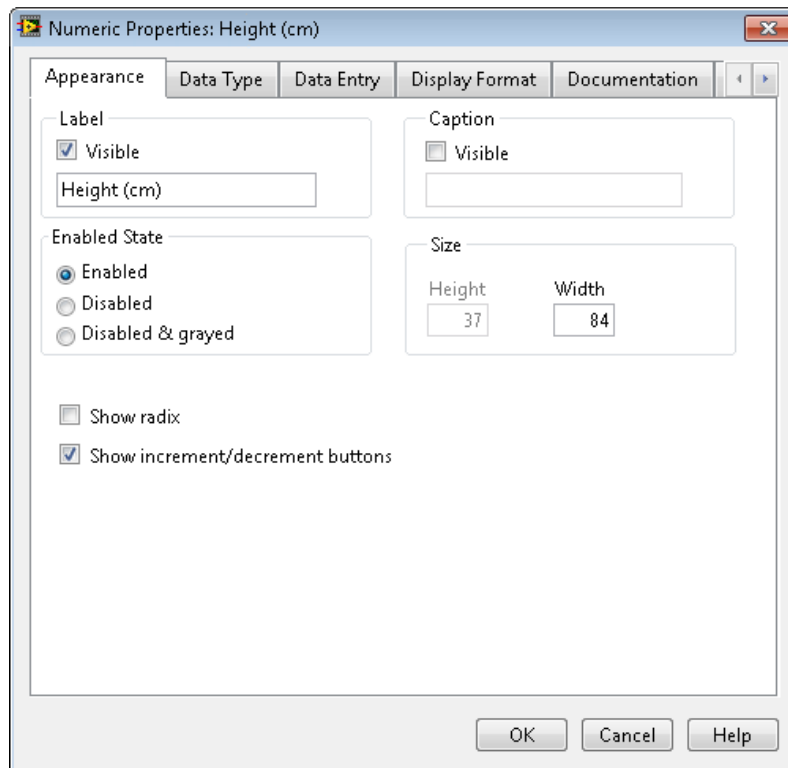 Numeric Properties: Height (cm)
Appearance Data Type Data Entry Display Format Documentation
Label
Visible
Height (cm)
Caption
Visible
Enabled State
Enabled
Disabled
Disabled & grayed
Size
Height Width
37 84
Show radix
Show increment/decrement buttons
OK Cancel Help